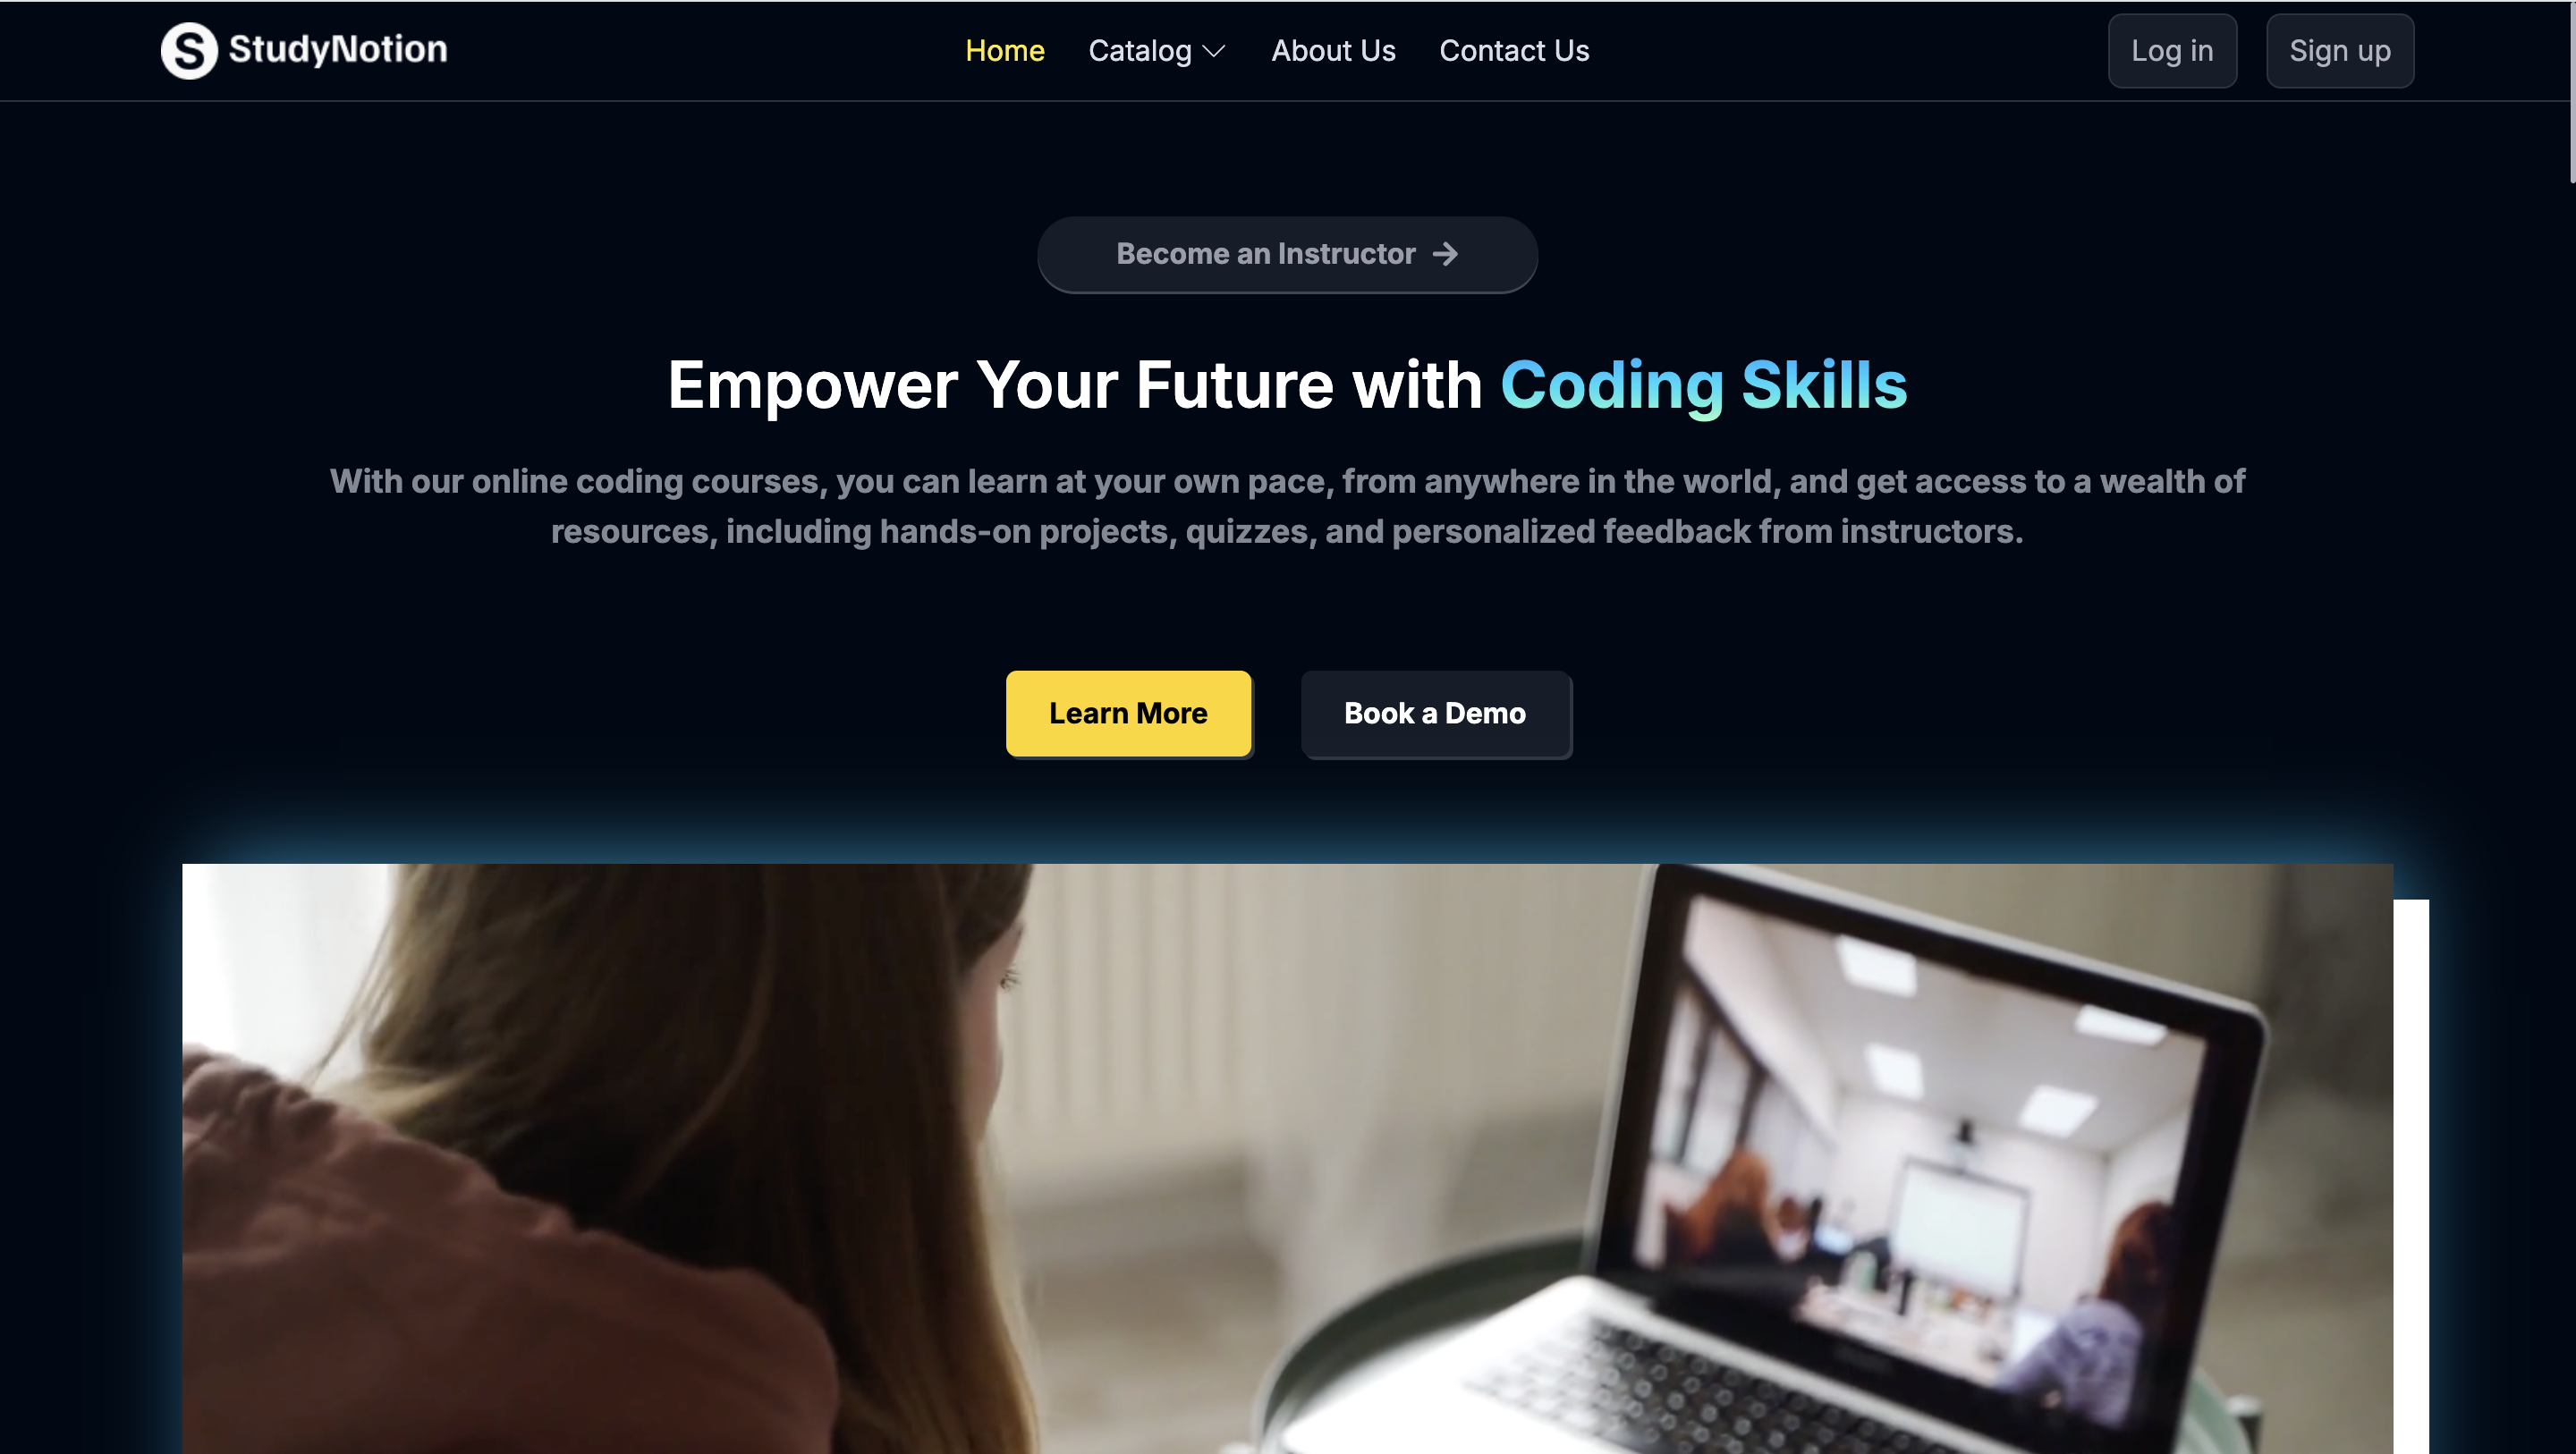 S StudyNotion
Home Catalog About Us Contact Us
Log in Sign up
Become an Instructor →
Empower Your Future with Coding Skills
With our online coding courses, you can learn at your own pace, from anywhere in the world, and get access to a wealth of
resources, including hands-on projects, quizzes, and personalized feedback from instructors.
Learn More Book a Demo